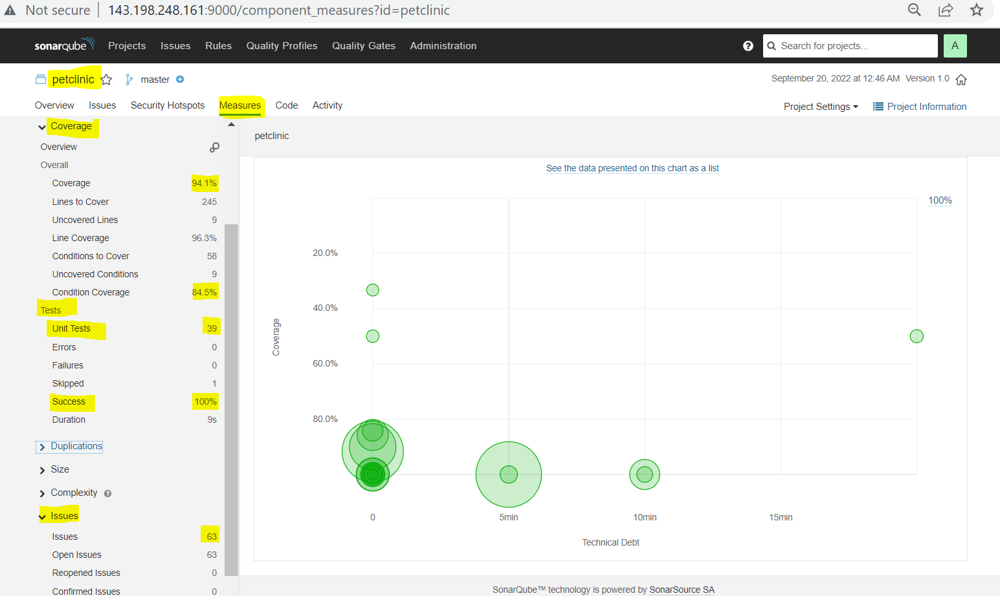 Not secure 143.198.248.161:9000/component_measures?id=petclinic
sonarqube Projects Issues Rules Quality Profiles Quality Gates Administration ? Search for projects... A
petclinic master September 20, 2022 at 12:46 AM Version 1.0
Overview Issues Security Hotspots Measures Code Activity Project Settings Project Information
Coverage
Overview
Overall
Coverage 94.1%
Lines to Cover 245
Uncovered Lines 9
Line Coverage 96.3%
Conditions to Cover 58
Uncovered Conditions 9
Condition Coverage 84.5%
Tests
Unit Tests 39
Errors 0
Failures 0
Skipped 1
Success 100%
Duration 9s
Duplications
Size
Complexity ?
Issues
Issues 63
Open Issues 63
Reopened Issues 0
Confirmed Issues 0
petclinic
See the data presented on this chart as a list
100%
20.0%
40.0%
60.0%
80.0%
Coverage
0 5min 10min 15min
Technical Debt
SonarQube™ technology is powered by SonarSource SA